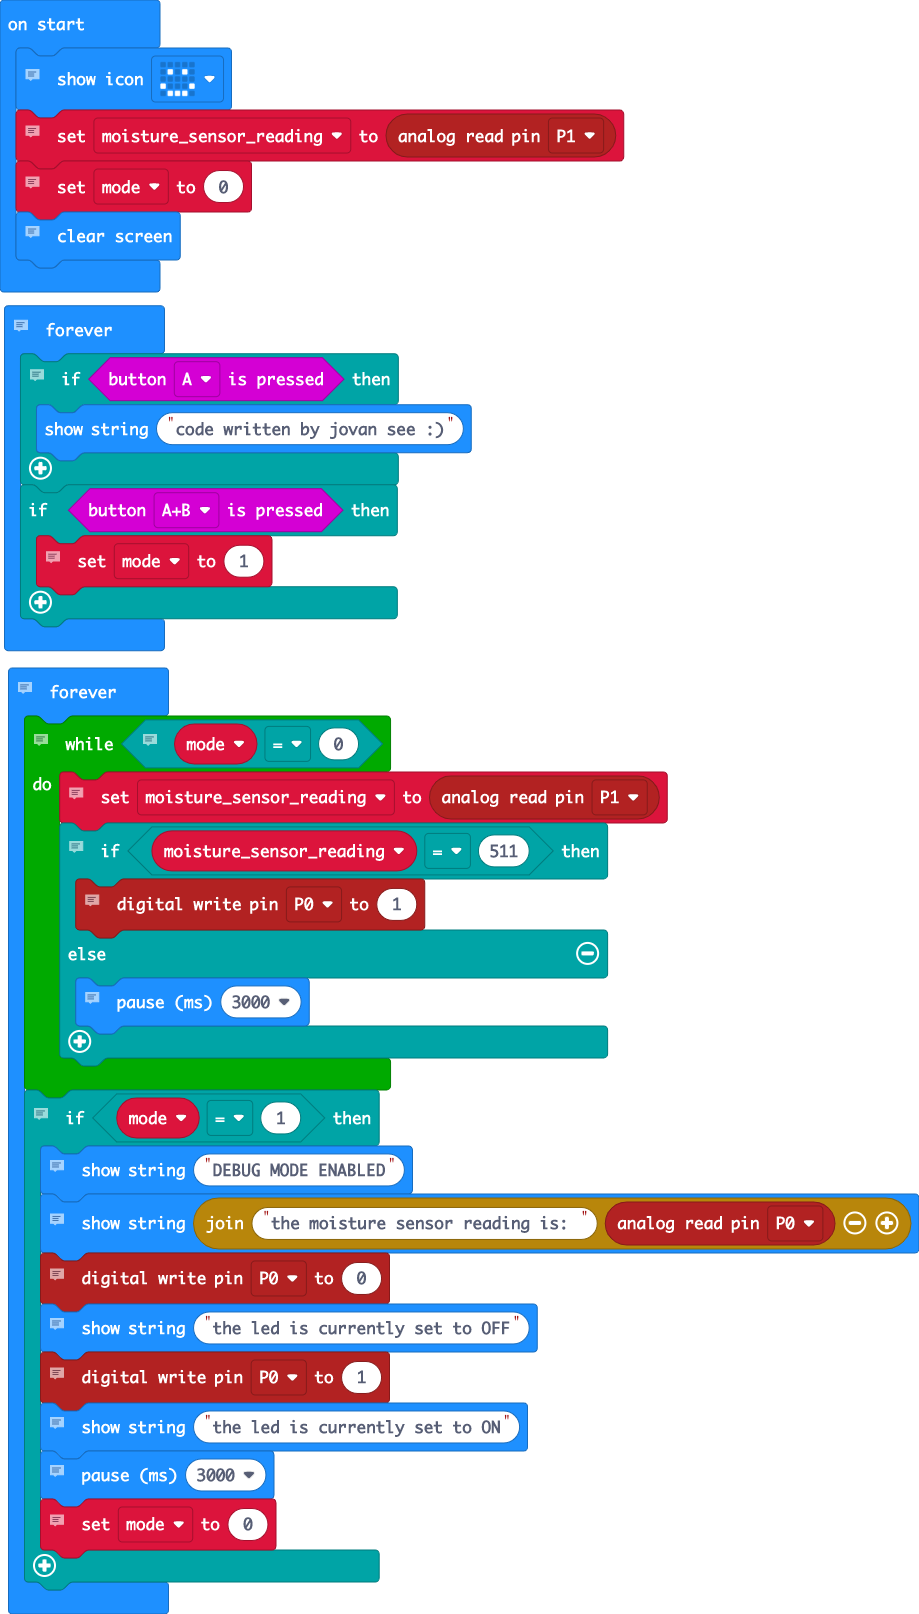 on start
show icon
set moisture_sensor_reading to analog read pin P1
set mode to 0
clear screen
forever
if button A is pressed then
show string "code written by jovan see :)"
if button A+B is pressed then
set mode to 1
forever
while mode = 0
do
set moisture_sensor_reading to analog read pin P1
if moisture_sensor_reading = 511 then
digital write pin P0 to 1
else
pause (ms) 3000
if mode = 1 then
show string "DEBUG MODE ENABLED"
show string join "the moisture sensor reading is: " analog read pin P0
digital write pin P0 to 0
show string "the led is currently set to OFF"
digital write pin P0 to 1
show string "the led is currently set to ON"
pause (ms) 3000
set mode to 0